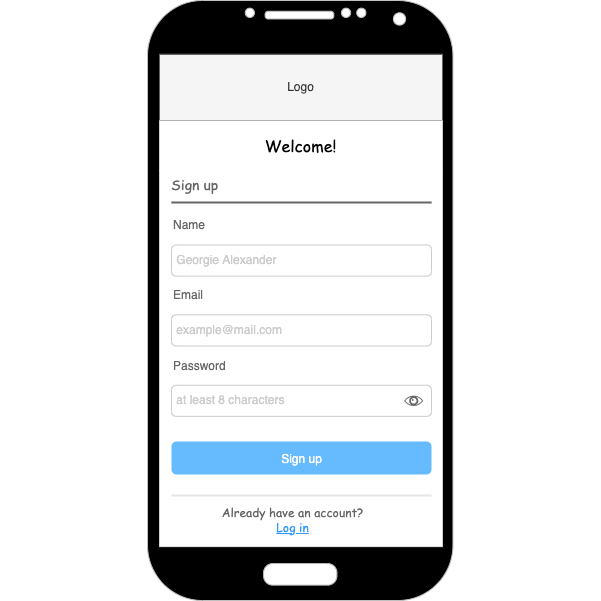 Logo
Welcome!
Sign up
Name
Georgie Alexander
Email
example@mail.com
Password
at least 8 characters
Sign up
Already have an account?
Log in